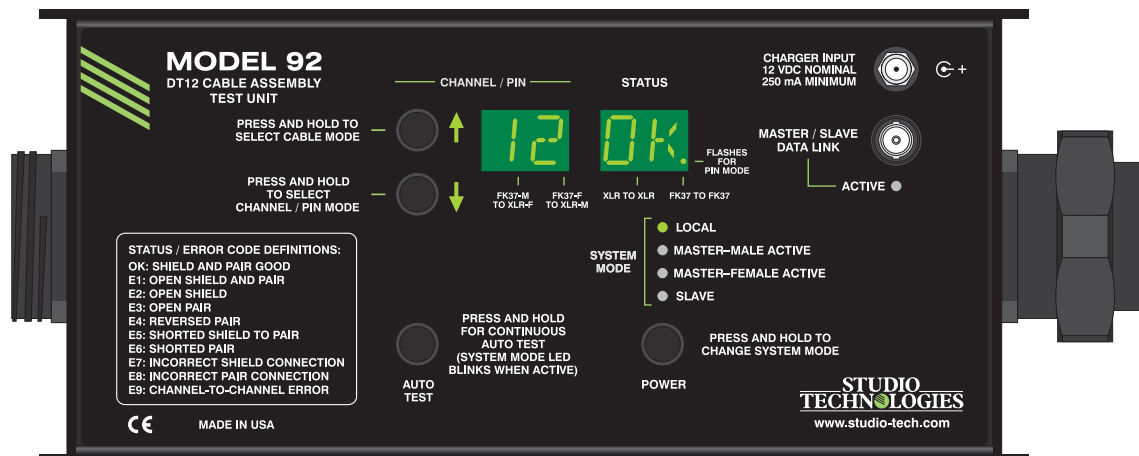 MODEL 92
DT12 CABLE ASSEMBLY
TEST UNIT
CHANNEL / PIN
STATUS
CHARGER INPUT
12 VDC NOMINAL
250 mA MINIMUM
+
PRESS AND HOLD TO
SELECT CABLE MODE
12
OK.
FLASHES
FOR
PIN MODE
MASTER / SLAVE
DATA LINK
ACTIVE
PRESS AND HOLD
TO SELECT
CHANNEL / PIN MODE
FK37-M
TO XLR-F
FK37-F
TO XLR-M
XLR TO XLR
FK37 TO FK37
SYSTEM
MODE
LOCAL
MASTER–MALE ACTIVE
MASTER–FEMALE ACTIVE
SLAVE
STATUS / ERROR CODE DEFINITIONS:
OK: SHIELD AND PAIR GOOD
E1: OPEN SHIELD AND PAIR
E2: OPEN SHIELD
E3: OPEN PAIR
E4: REVERSED PAIR
E5: SHORTED SHIELD TO PAIR
E6: SHORTED PAIR
E7: INCORRECT SHIELD CONNECTION
E8: INCORRECT PAIR CONNECTION
E9: CHANNEL-TO-CHANNEL ERROR
PRESS AND HOLD
FOR CONTINUOUS
AUTO TEST
(SYSTEM MODE LED
BLINKS WHEN ACTIVE)
AUTO
TEST
PRESS AND HOLD TO
CHANGE SYSTEM MODE
POWER
CE
MADE IN USA
STUDIO
TECHNOLOGIES
www.studio-tech.com